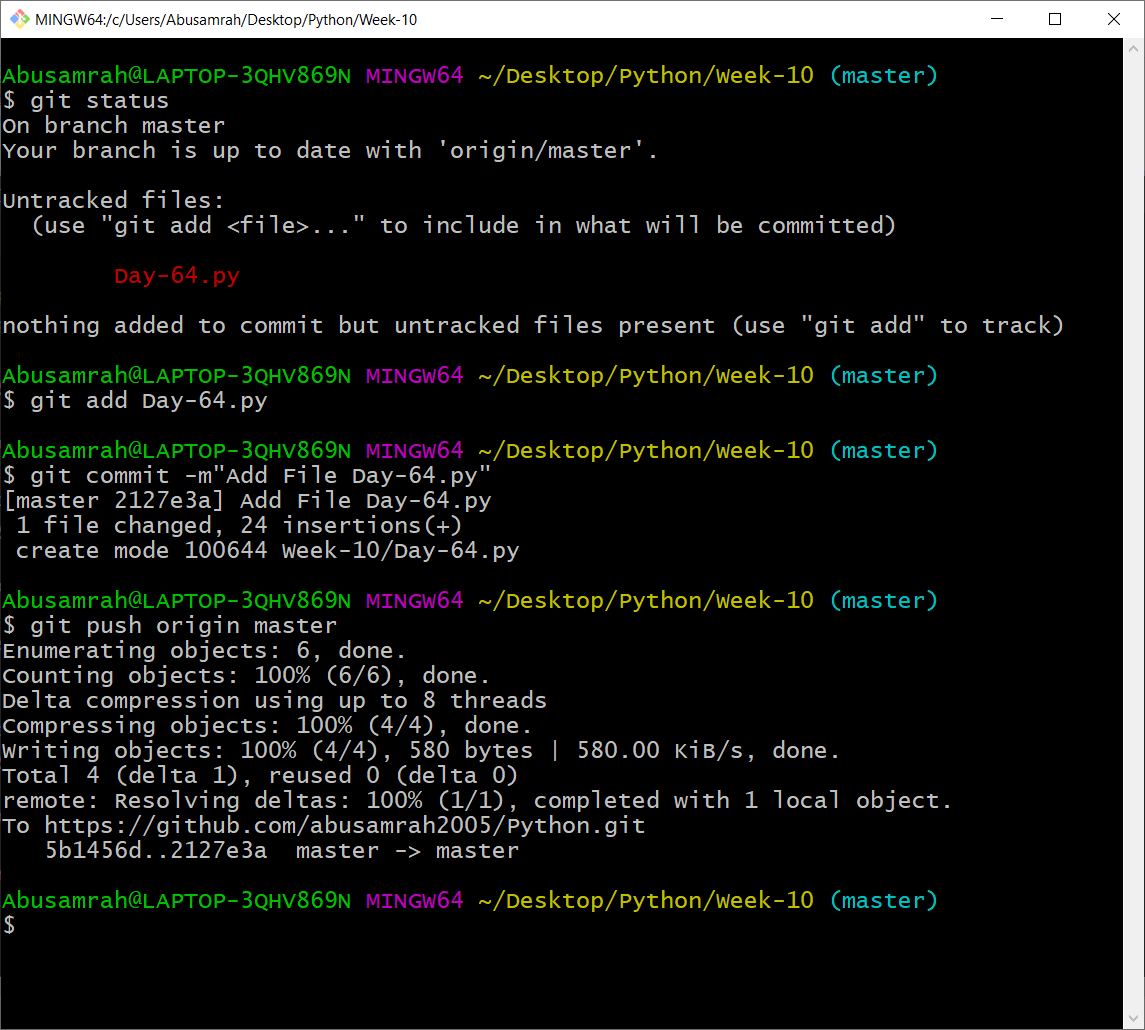 MINGW64:/c/Users/Abusamrah/Desktop/Python/Week-10
Abusamrah@LAPTOP-3QHV869N MINGW64 ~/Desktop/Python/Week-10 (master)
$ git status
On branch master
Your branch is up to date with 'origin/master'.
Untracked files:
  (use "git add <file>..." to include in what will be committed)
        Day-64.py
nothing added to commit but untracked files present (use "git add" to track)
Abusamrah@LAPTOP-3QHV869N MINGW64 ~/Desktop/Python/Week-10 (master)
$ git add Day-64.py
Abusamrah@LAPTOP-3QHV869N MINGW64 ~/Desktop/Python/Week-10 (master)
$ git commit -m"Add File Day-64.py"
[master 2127e3a] Add File Day-64.py
 1 file changed, 24 insertions(+)
 create mode 100644 Week-10/Day-64.py
Abusamrah@LAPTOP-3QHV869N MINGW64 ~/Desktop/Python/Week-10 (master)
$ git push origin master
Enumerating objects: 6, done.
Counting objects: 100% (6/6), done.
Delta compression using up to 8 threads
Compressing objects: 100% (4/4), done.
Writing objects: 100% (4/4), 580 bytes | 580.00 KiB/s, done.
Total 4 (delta 1), reused 0 (delta 0)
remote: Resolving deltas: 100% (1/1), completed with 1 local object.
To https://github.com/abusamrah2005/Python.git
   5b1456d..2127e3a  master -> master
Abusamrah@LAPTOP-3QHV869N MINGW64 ~/Desktop/Python/Week-10 (master)
$